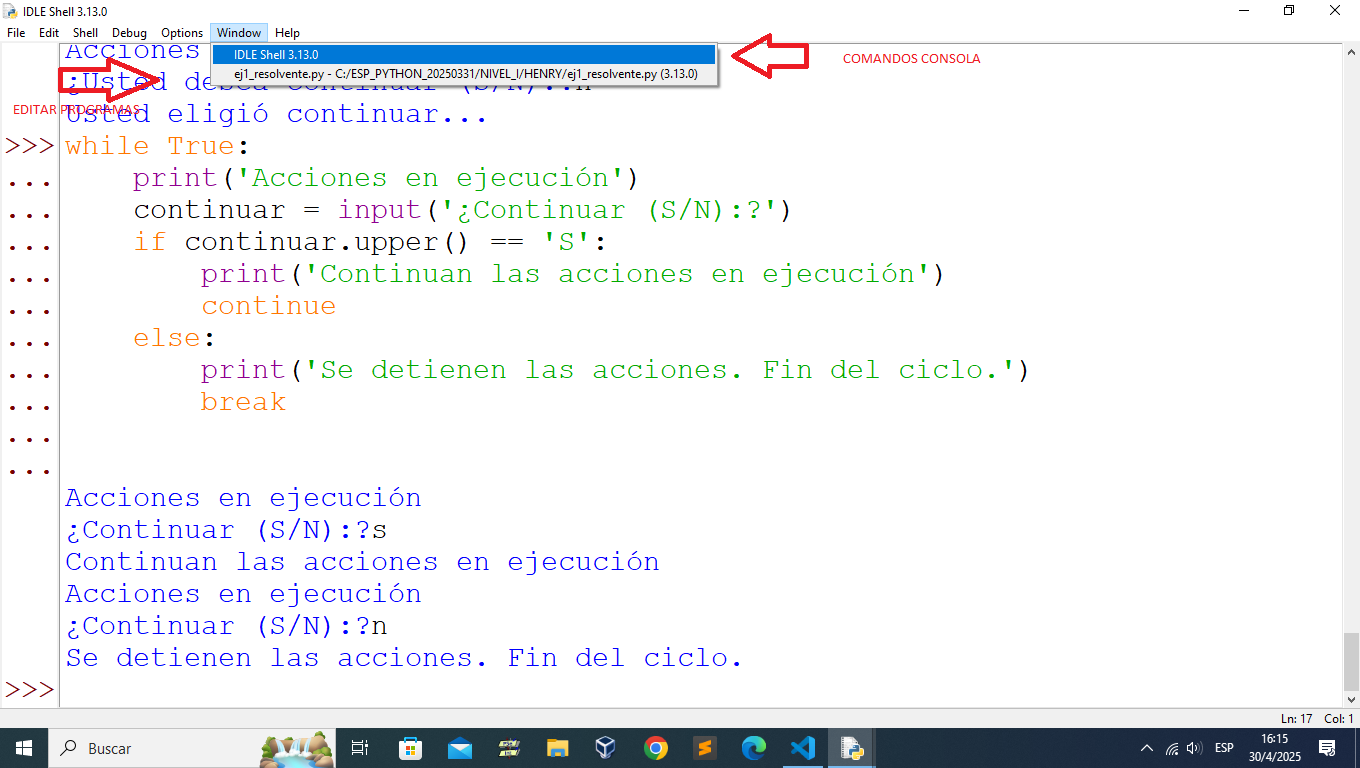 IDLE Shell 3.13.0
File Edit Shell Debug Options Window Help
IDLE Shell 3.13.0
ej1_resolvente.py - C:/ESP_PYTHON_20250331/NIVEL_I/HENRY/ej1_resolvente.py (3.13.0)
COMANDOS CONSOLA
Acciones
¿Usted desea continuar (S/N):.n
EDITAR PROGRAMAS
Usted eligió continuar...
>>> while True:
... print('Acciones en ejecución')
... continuar = input('¿Continuar (S/N):?')
... if continuar.upper() == 'S':
... print('Continuan las acciones en ejecución')
... continue
... else:
... print('Se detienen las acciones. Fin del ciclo.')
... break
...
...
Acciones en ejecución
¿Continuar (S/N):?s
Continuan las acciones en ejecución
Acciones en ejecución
¿Continuar (S/N):?n
Se detienen las acciones. Fin del ciclo.
>>>
Ln: 17 Col: 1
Buscar
ESP
16:15
30/4/2025